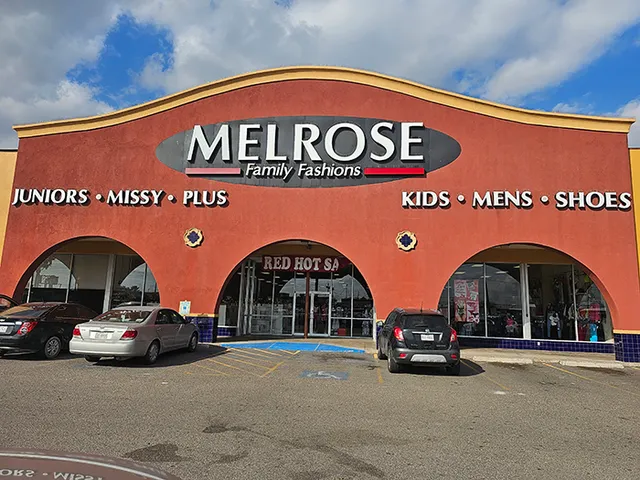 MELROSE
Family Fashions
JUNIORS • MISSY • PLUS
KIDS • MENS • SHOES
RED HOT SA